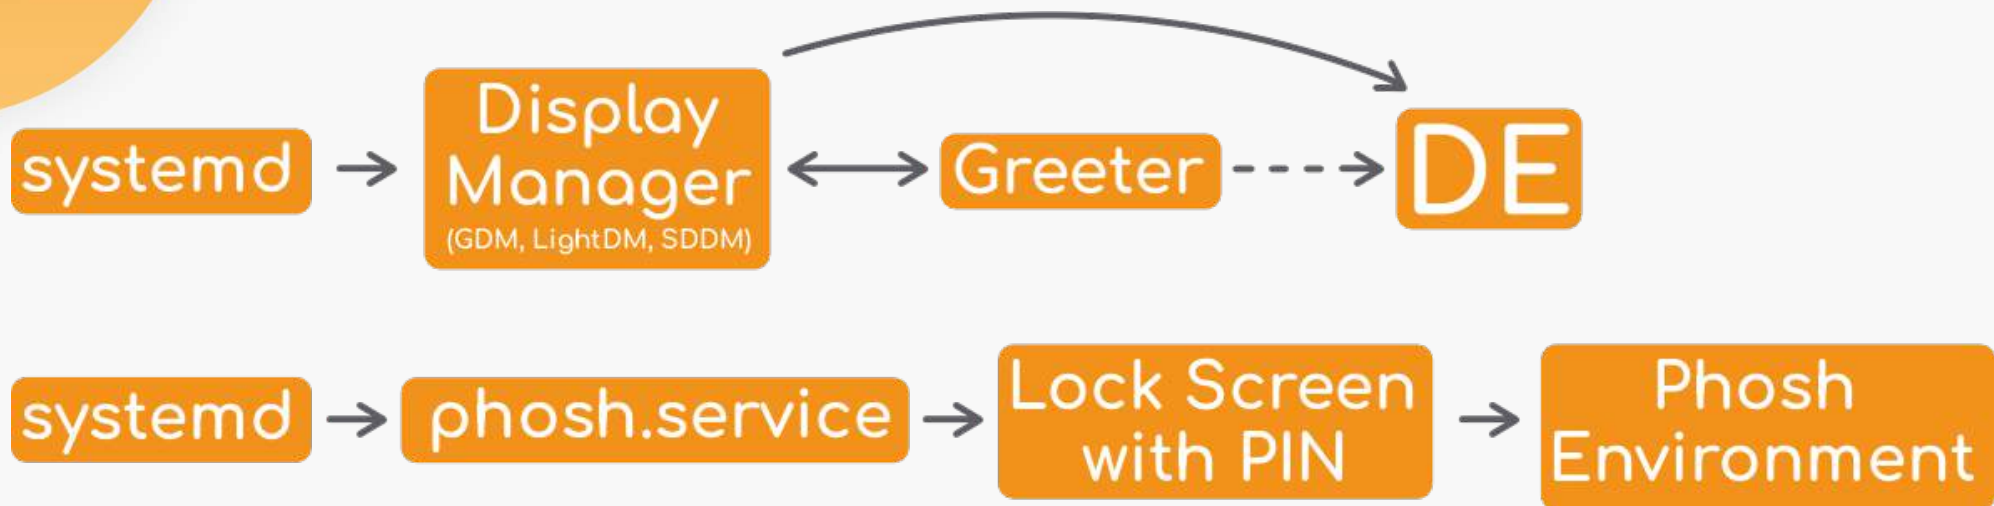 systemd
Display
Manager
(GDM, LightDM, SDDM)
Greeter
DE
systemd
phosh.service
Lock Screen
with PIN
Phosh
Environment